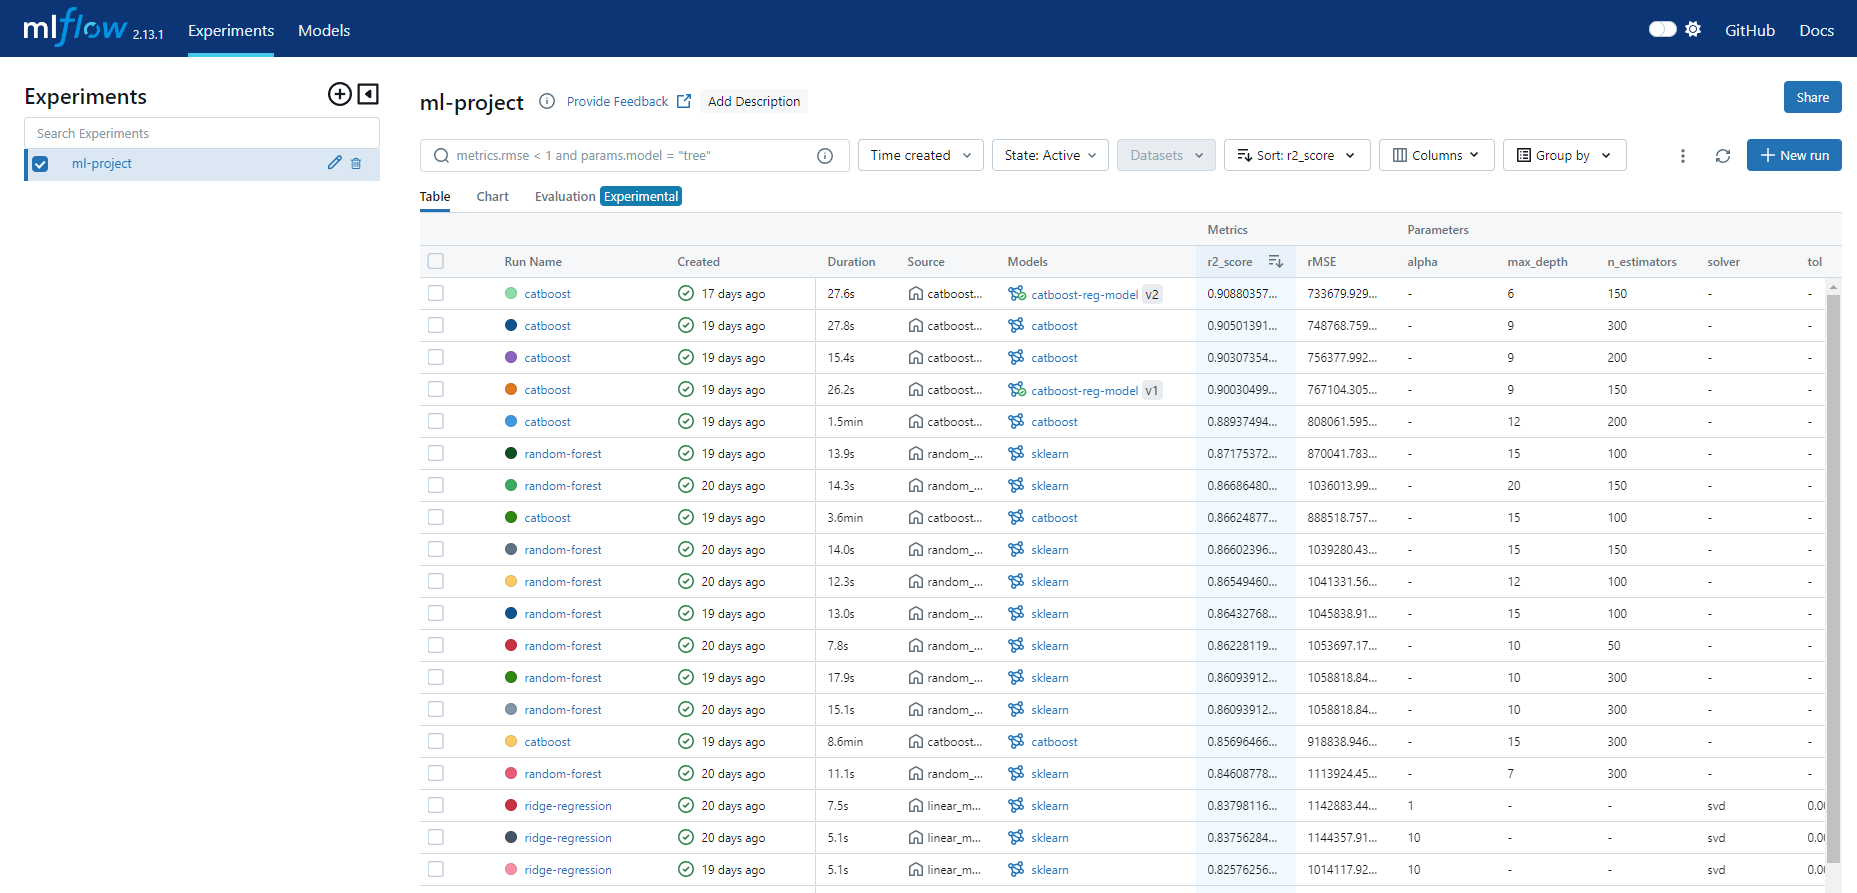 mlflow 2.13.1 Experiments Models GitHub Docs
Experiments
Search Experiments
ml-project
ml-project Provide Feedback Add Description Share
metrics.rmse < 1 and params.model = "tree" Time created State: Active Datasets Sort: r2_score Columns Group by New run
Table Chart Evaluation Experimental
Metrics Parameters
Run Name Created Duration Source Models r2_score rMSE alpha max_depth n_estimators solver tol
catboost 17 days ago 27.6s catboost... catboost-reg-model v2 0.90880357... 733679.929... - 6 150 - -
catboost 19 days ago 27.8s catboost... catboost 0.90501391... 748768.759... - 9 300 - -
catboost 19 days ago 15.4s catboost... catboost 0.90307354... 756377.992... - 9 200 - -
catboost 19 days ago 26.2s catboost... catboost-reg-model v1 0.90030499... 767104.305... - 9 150 - -
catboost 19 days ago 1.5min catboost... catboost 0.88937494... 808061.595... - 12 200 - -
random-forest 19 days ago 13.9s random_... sklearn 0.87175372... 870041.783... - 15 100 - -
random-forest 20 days ago 14.3s random_... sklearn 0.86686480... 1036013.99... - 20 150 - -
catboost 19 days ago 3.6min catboost... catboost 0.86624877... 888518.757... - 15 100 - -
random-forest 20 days ago 14.0s random_... sklearn 0.86602396... 1039280.43... - 15 150 - -
random-forest 20 days ago 12.3s random_... sklearn 0.86549460... 1041331.56... - 12 100 - -
random-forest 19 days ago 13.0s random_... sklearn 0.86432768... 1045838.91... - 15 100 - -
random-forest 20 days ago 7.8s random_... sklearn 0.86228119... 1053697.17... - 10 50 - -
random-forest 19 days ago 17.9s random_... sklearn 0.86093912... 1058818.84... - 10 300 - -
random-forest 20 days ago 15.1s random_... sklearn 0.86093912... 1058818.84... - 10 300 - -
catboost 19 days ago 8.6min catboost... catboost 0.85696466... 918838.946... - 15 300 - -
random-forest 20 days ago 11.1s random_... sklearn 0.84608778... 1113924.45... - 7 300 - -
ridge-regression 20 days ago 7.5s linear_m... sklearn 0.83798116... 1142883.44... 1 - - svd 0.00
ridge-regression 20 days ago 5.1s linear_m... sklearn 0.83756284... 1144357.91... 10 - - svd 0.00
ridge-regression 19 days ago 5.1s linear_m... sklearn 0.82576256... 1014117.92... 10 - - svd 0.00